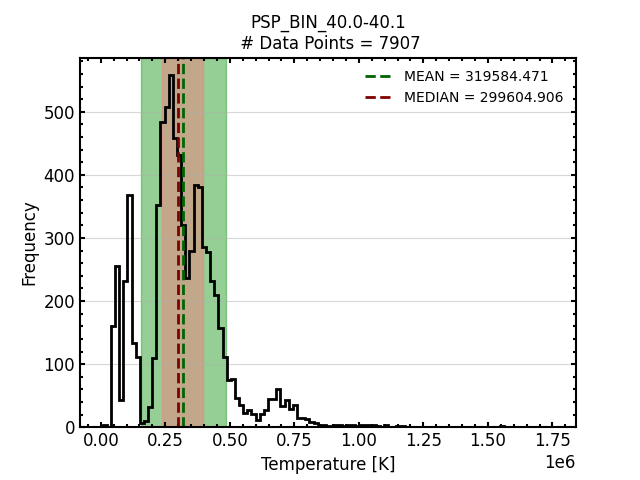 PSP_BIN_40.0-40.1
# Data Points = 7907
MEAN = 319584.471
MEDIAN = 299604.906
Frequency
500
400
300
200
100
0
0.00 0.25 0.50 0.75 1.00 1.25 1.50 1.75
1e6
Temperature [K]